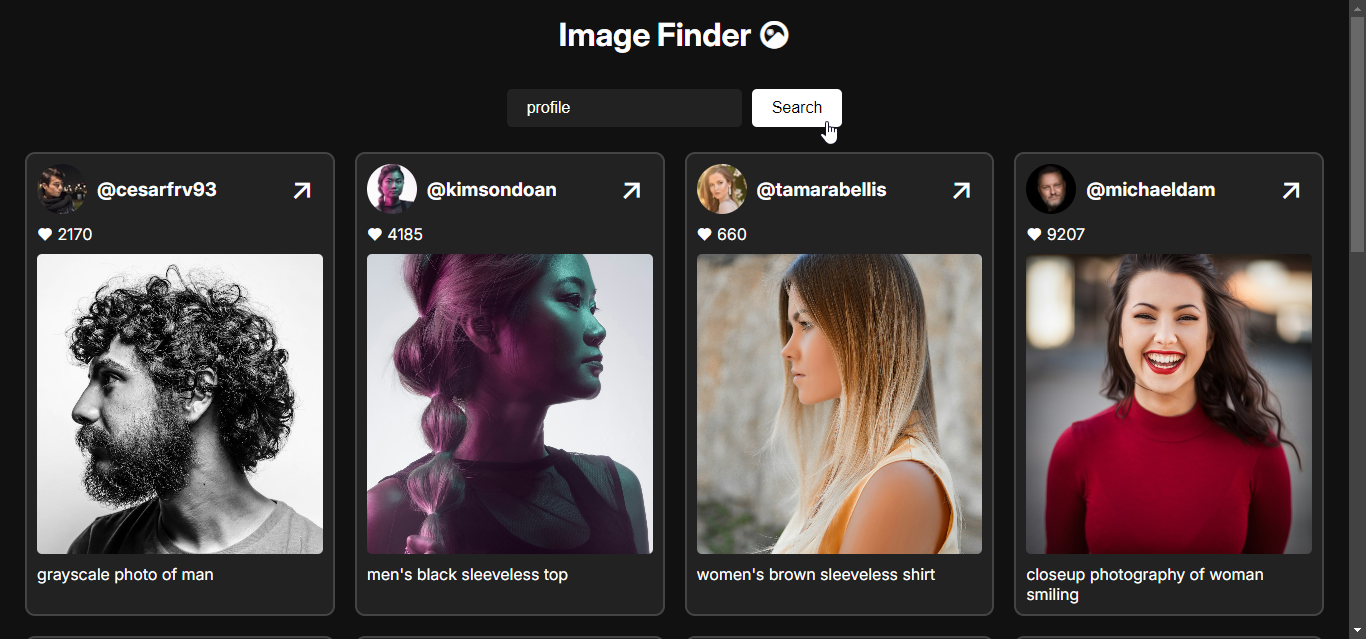 Image Finder
profile
Search
@cesarfrv93
2170
grayscale photo of man
@kimsondoan
4185
men's black sleeveless top
@tamarabellis
660
women's brown sleeveless shirt
@michaeldam
9207
closeup photography of woman
smiling